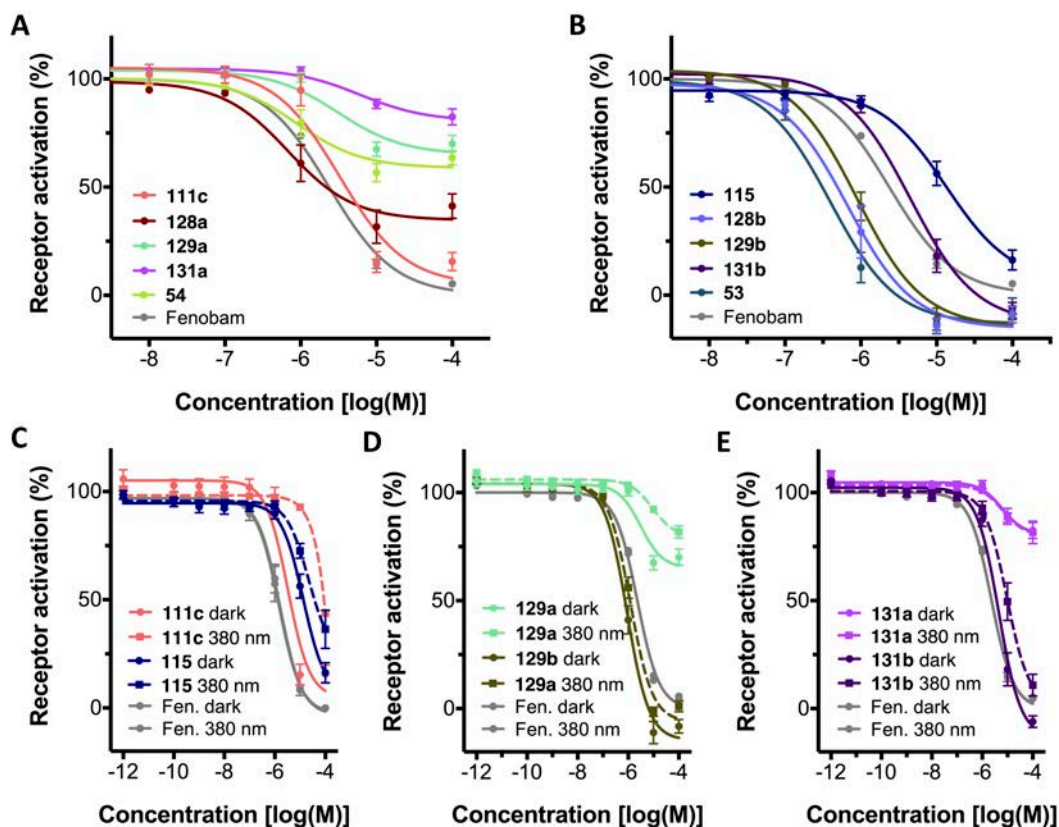 A
Receptor activation (%)
100
50
0
111c
128a
129a
131a
54
Fenobam
-8 -7 -6 -5 -4
Concentration [log(M)]
B
Receptor activation (%)
100
50
0
115
128b
129b
131b
53
Fenobam
-8 -7 -6 -5 -4
Concentration [log(M)]
C
Receptor activation (%)
100
50
0
111c dark
111c 380 nm
115 dark
115 380 nm
Fen. dark
Fen. 380 nm
-12 -10 -8 -6 -4
Concentration [log(M)]
D
Receptor activation (%)
100
50
0
129a dark
129a 380 nm
129b dark
129a 380 nm
Fen. dark
Fen. 380 nm
-12 -10 -8 -6 -4
Concentration [log(M)]
E
Receptor activation (%)
100
50
0
131a dark
131a 380 nm
131b dark
131b 380 nm
Fen. dark
Fen. 380 nm
-12 -10 -8 -6 -4
Concentration [log(M)]